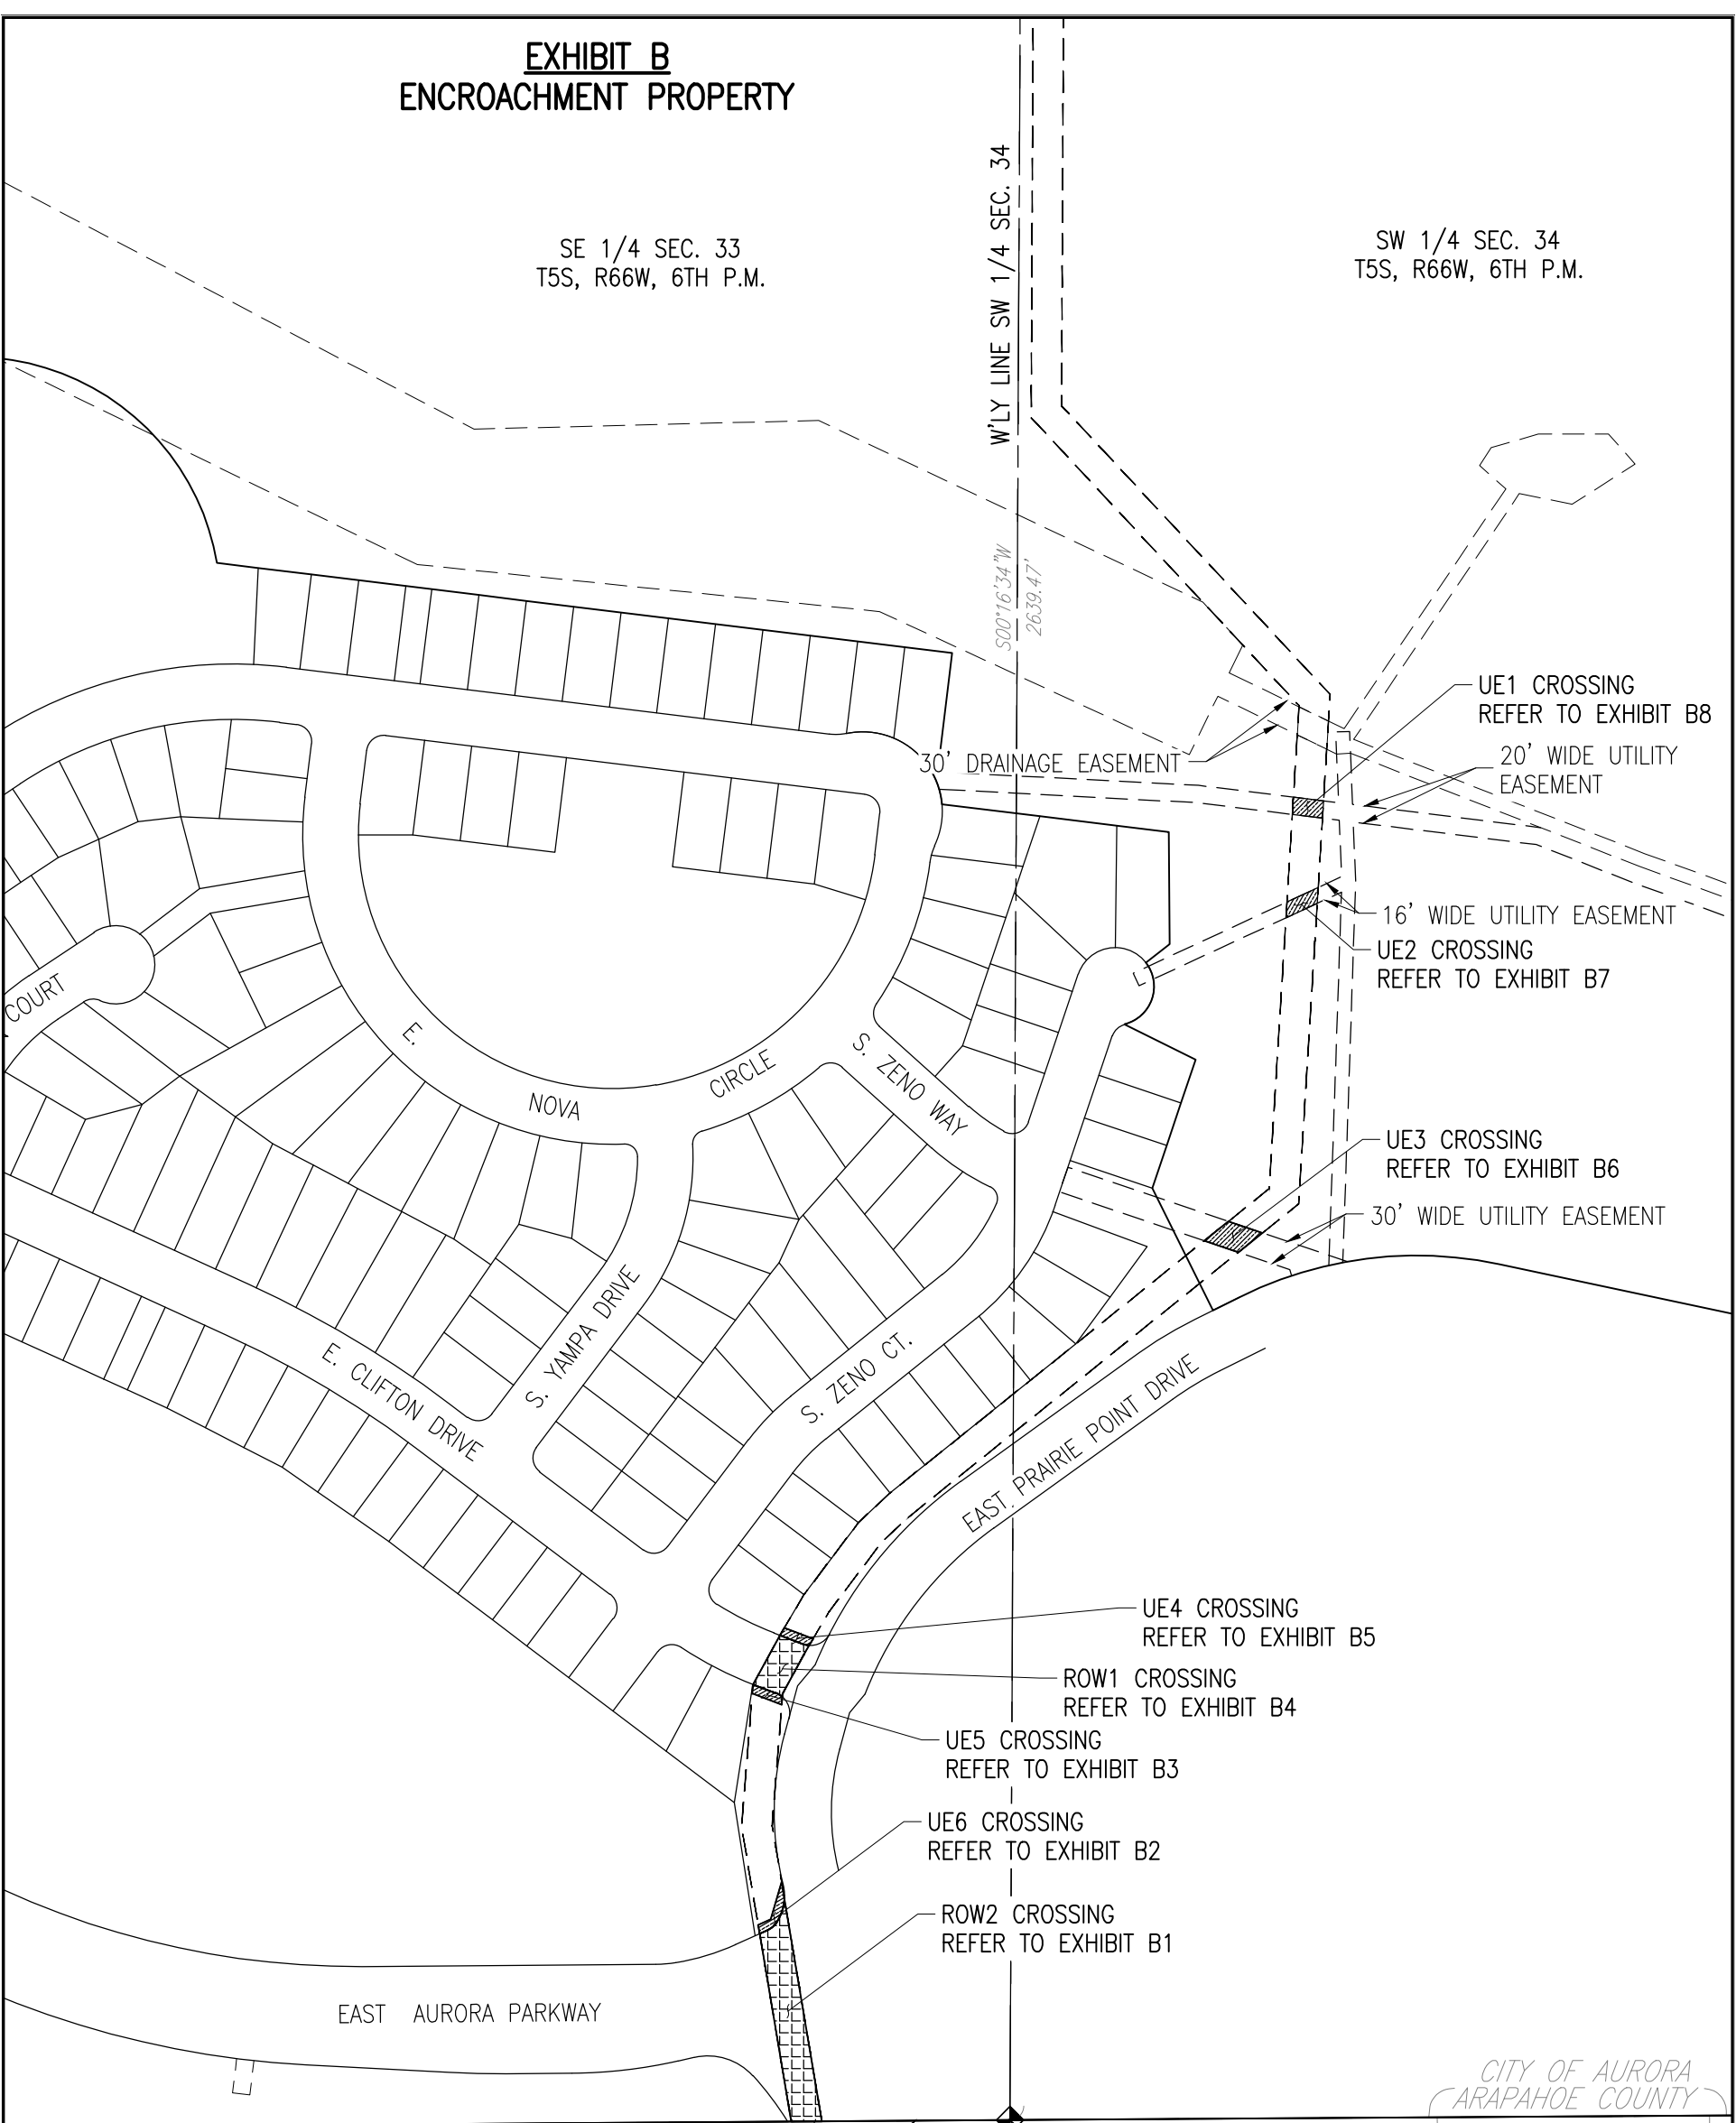 EXHIBIT B
ENCROACHMENT PROPERTY
SE 1/4 SEC. 33
T5S, R66W, 6TH P.M.
W'LY LINE SW 1/4 SEC. 34
SW 1/4 SEC. 34
T5S, R66W, 6TH P.M.
S00°16'34"W
2639.47'
UE1 CROSSING
REFER TO EXHIBIT B8
30' DRAINAGE EASEMENT
20' WIDE UTILITY
EASEMENT
16' WIDE UTILITY EASEMENT
UE2 CROSSING
REFER TO EXHIBIT B7
COURT
E.
NOVA
CIRCLE
S. ZENO WAY
UE3 CROSSING
REFER TO EXHIBIT B6
30' WIDE UTILITY EASEMENT
E. CLIFTON DRIVE
S. YAMPA DRIVE
S. ZENO CT.
EAST PRAIRIE POINT DRIVE
UE4 CROSSING
REFER TO EXHIBIT B5
ROW1 CROSSING
REFER TO EXHIBIT B4
UE5 CROSSING
REFER TO EXHIBIT B3
UE6 CROSSING
REFER TO EXHIBIT B2
ROW2 CROSSING
REFER TO EXHIBIT B1
EAST AURORA PARKWAY
CITY OF AURORA
ARAPAHOE COUNTY